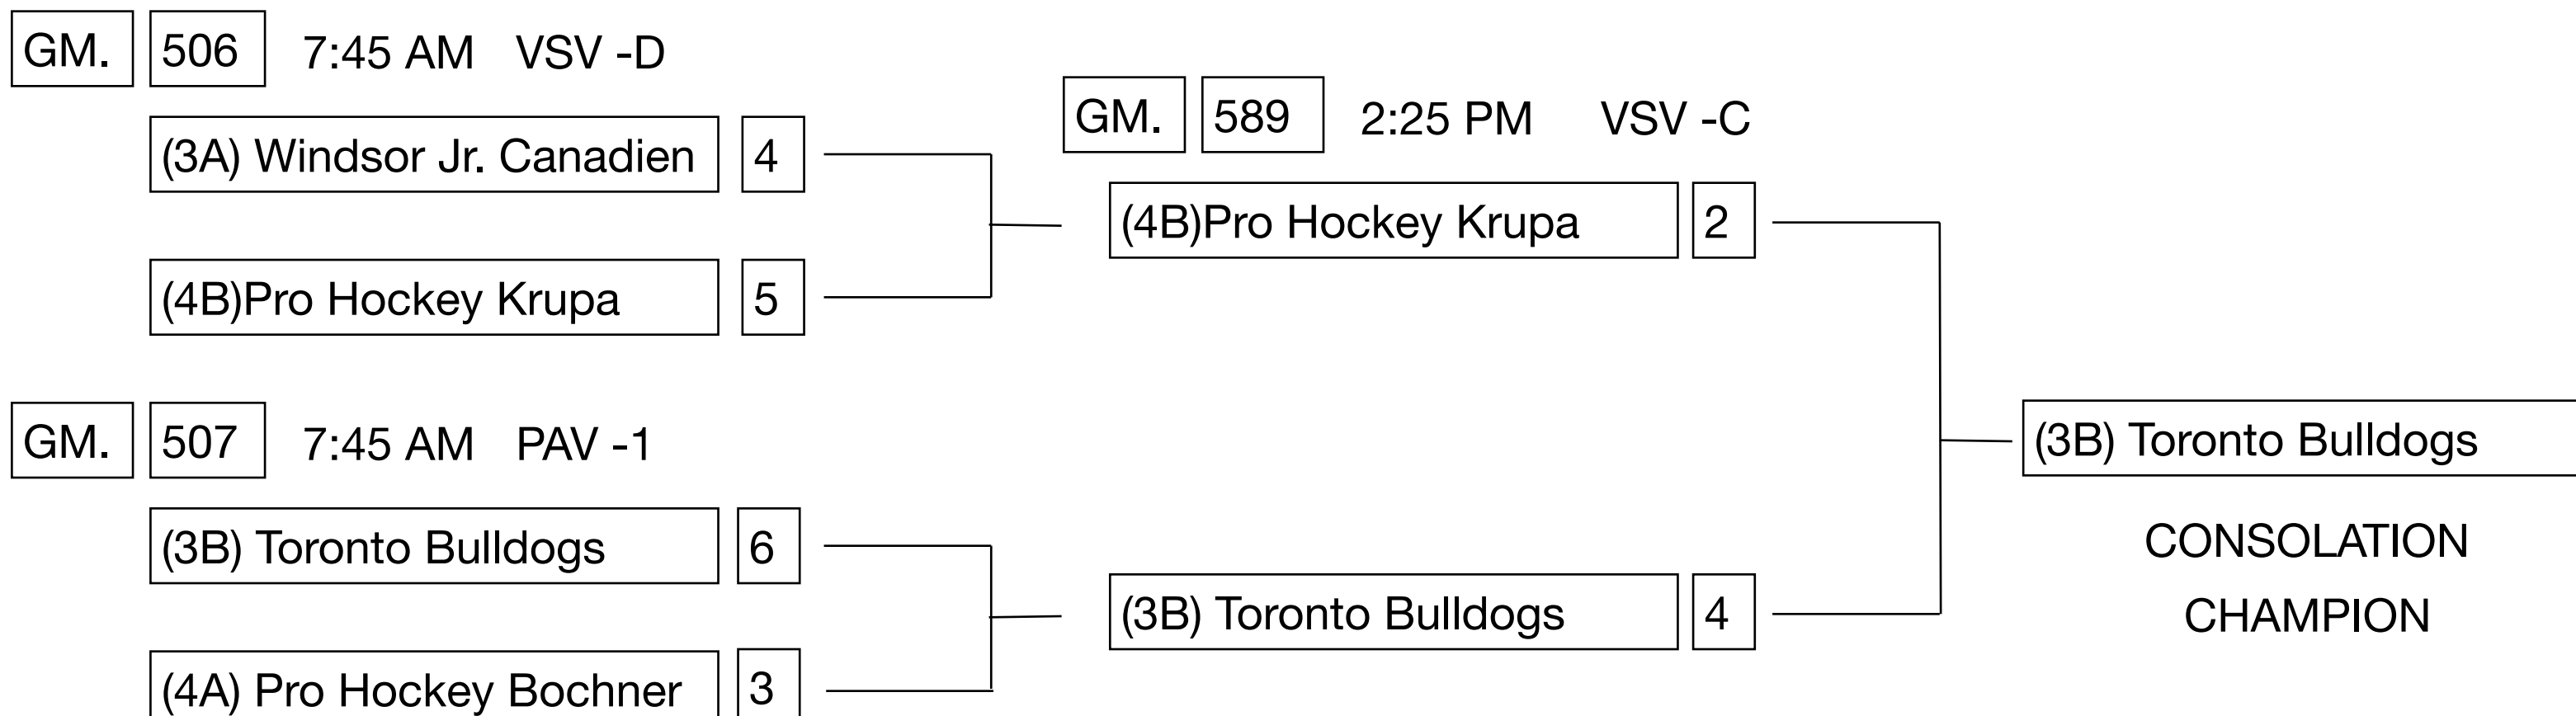 GM. 506 7:45 AM VSV -D
(3A) Windsor Jr. Canadien 4
(4B)Pro Hockey Krupa 5
GM. 507 7:45 AM PAV -1
(3B) Toronto Bulldogs 6
(4A) Pro Hockey Bochner 3
GM. 589 2:25 PM VSV -C
(4B)Pro Hockey Krupa 2
(3B) Toronto Bulldogs 4
(3B) Toronto Bulldogs
CONSOLATION
CHAMPION